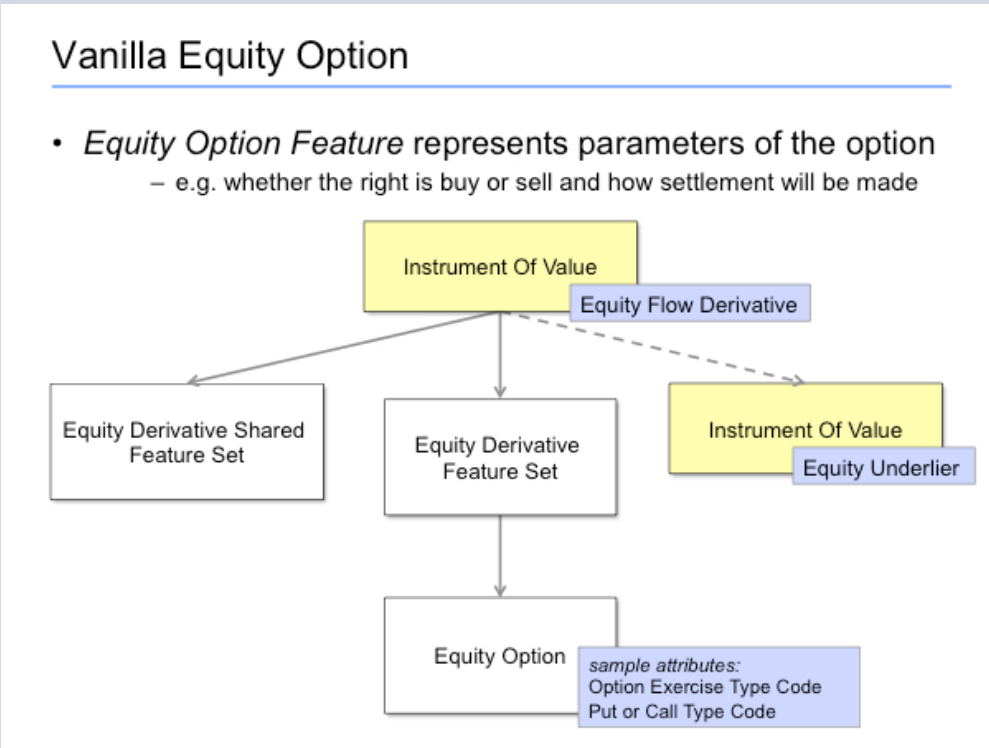 Vanilla Equity Option
• Equity Option Feature represents parameters of the option
– e.g. whether the right is buy or sell and how settlement will be made
Instrument Of Value
Equity Flow Derivative
Equity Derivative Shared
Feature Set
Equity Derivative
Feature Set
Instrument Of Value
Equity Underlier
Equity Option
sample attributes:
Option Exercise Type Code
Put or Call Type Code